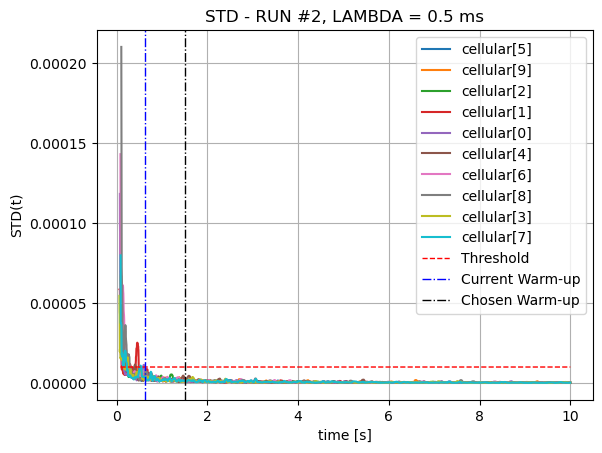 STD - RUN #2, LAMBDA = 0.5 ms
cellular[5]
cellular[9]
cellular[2]
cellular[1]
cellular[0]
cellular[4]
cellular[6]
cellular[8]
cellular[3]
cellular[7]
Threshold
Current Warm-up
Chosen Warm-up
STD(t)
0.00020
0.00015
0.00010
0.00005
0.00000
0 2 4 6 8 10
time [s]